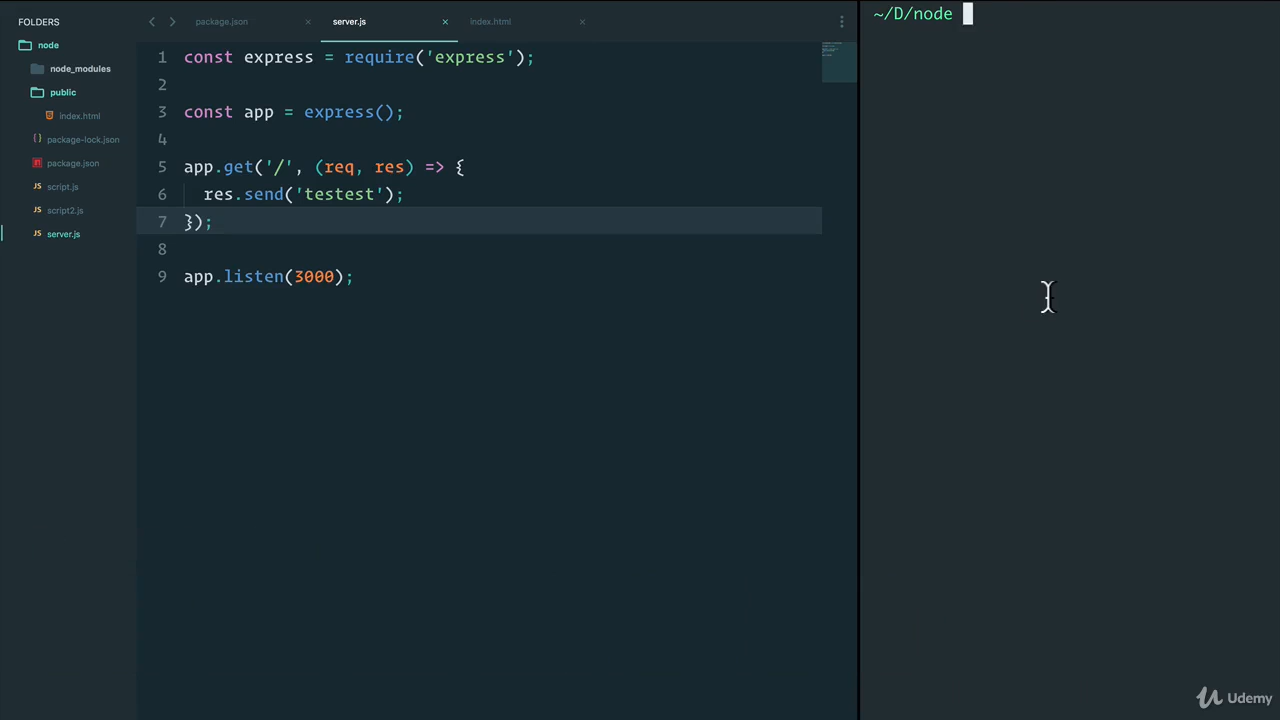 FOLDERS
node
node_modules
public
index.html
package-lock.json
package.json
script.js
script2.js
server.js
package.json × server.js × index.html ×
1 const express = require('express');
2
3 const app = express();
4
5 app.get('/', (req, res) => {
6 res.send('testest');
7 });
8
9 app.listen(3000);
~/D/node
Udemy